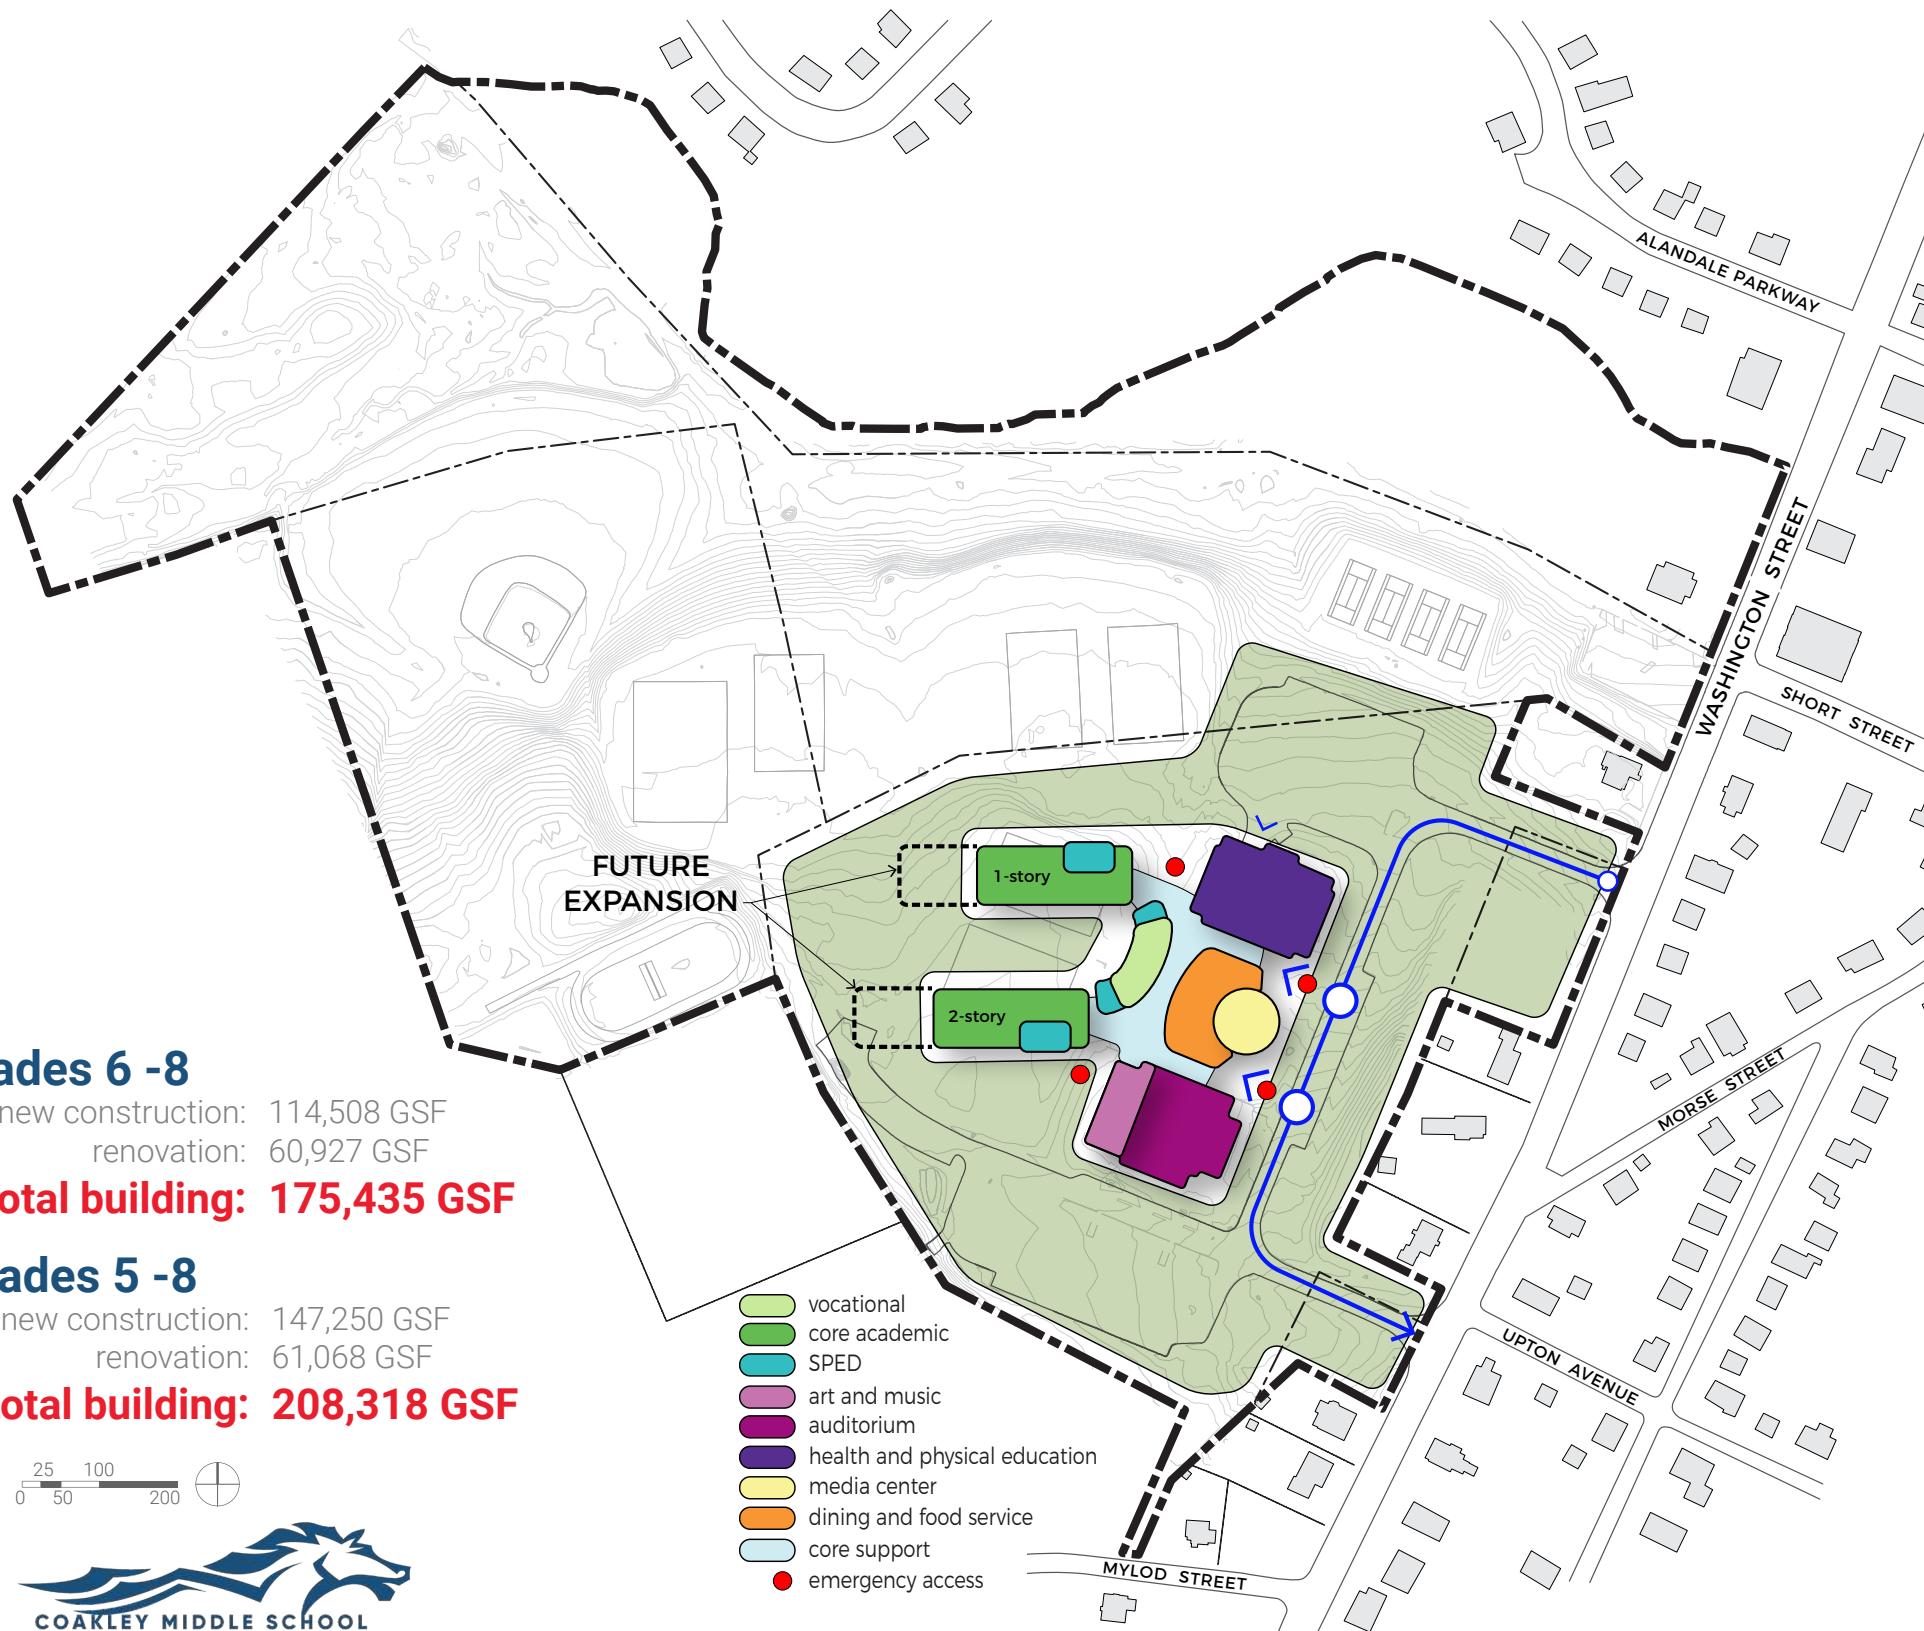 ALANDALE PARKWAY
WASHINGTON STREET
SHORT STREET
FUTURE
EXPANSION
1-story
2-story
MORSE STREET
UPTON AVENUE
MYLOD STREET
ades 6 -8
new construction: 114,508 GSF
renovation: 60,927 GSF
otal building: 175,435 GSF
ades 5 -8
new construction: 147,250 GSF
renovation: 61,068 GSF
otal building: 208,318 GSF
25 100
0 50 200
COAKLEY MIDDLE SCHOOL
vocational
core academic
SPED
art and music
auditorium
health and physical education
media center
dining and food service
core support
emergency access